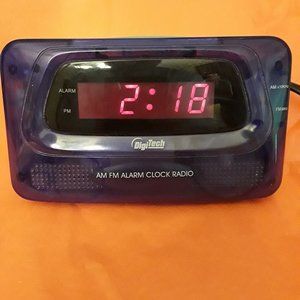 ALARM
PM
2:18
DigiTech
AM FM ALARM CLOCK RADIO